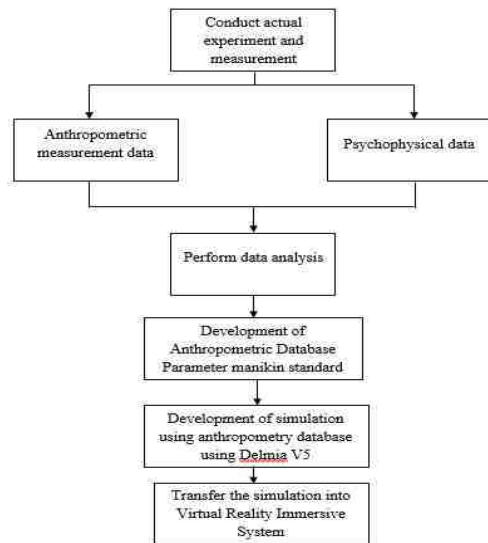 Conduct actual
experiment and
measurement
Anthropometric
measurement data
Psychophysical data
Perform data analysis
Development of
Anthropometric Database
Parameter manikin standard
Development of simulation
using anthropometry database
using Delmia V5
Transfer the simulation into
Virtual Reality Immersive
System